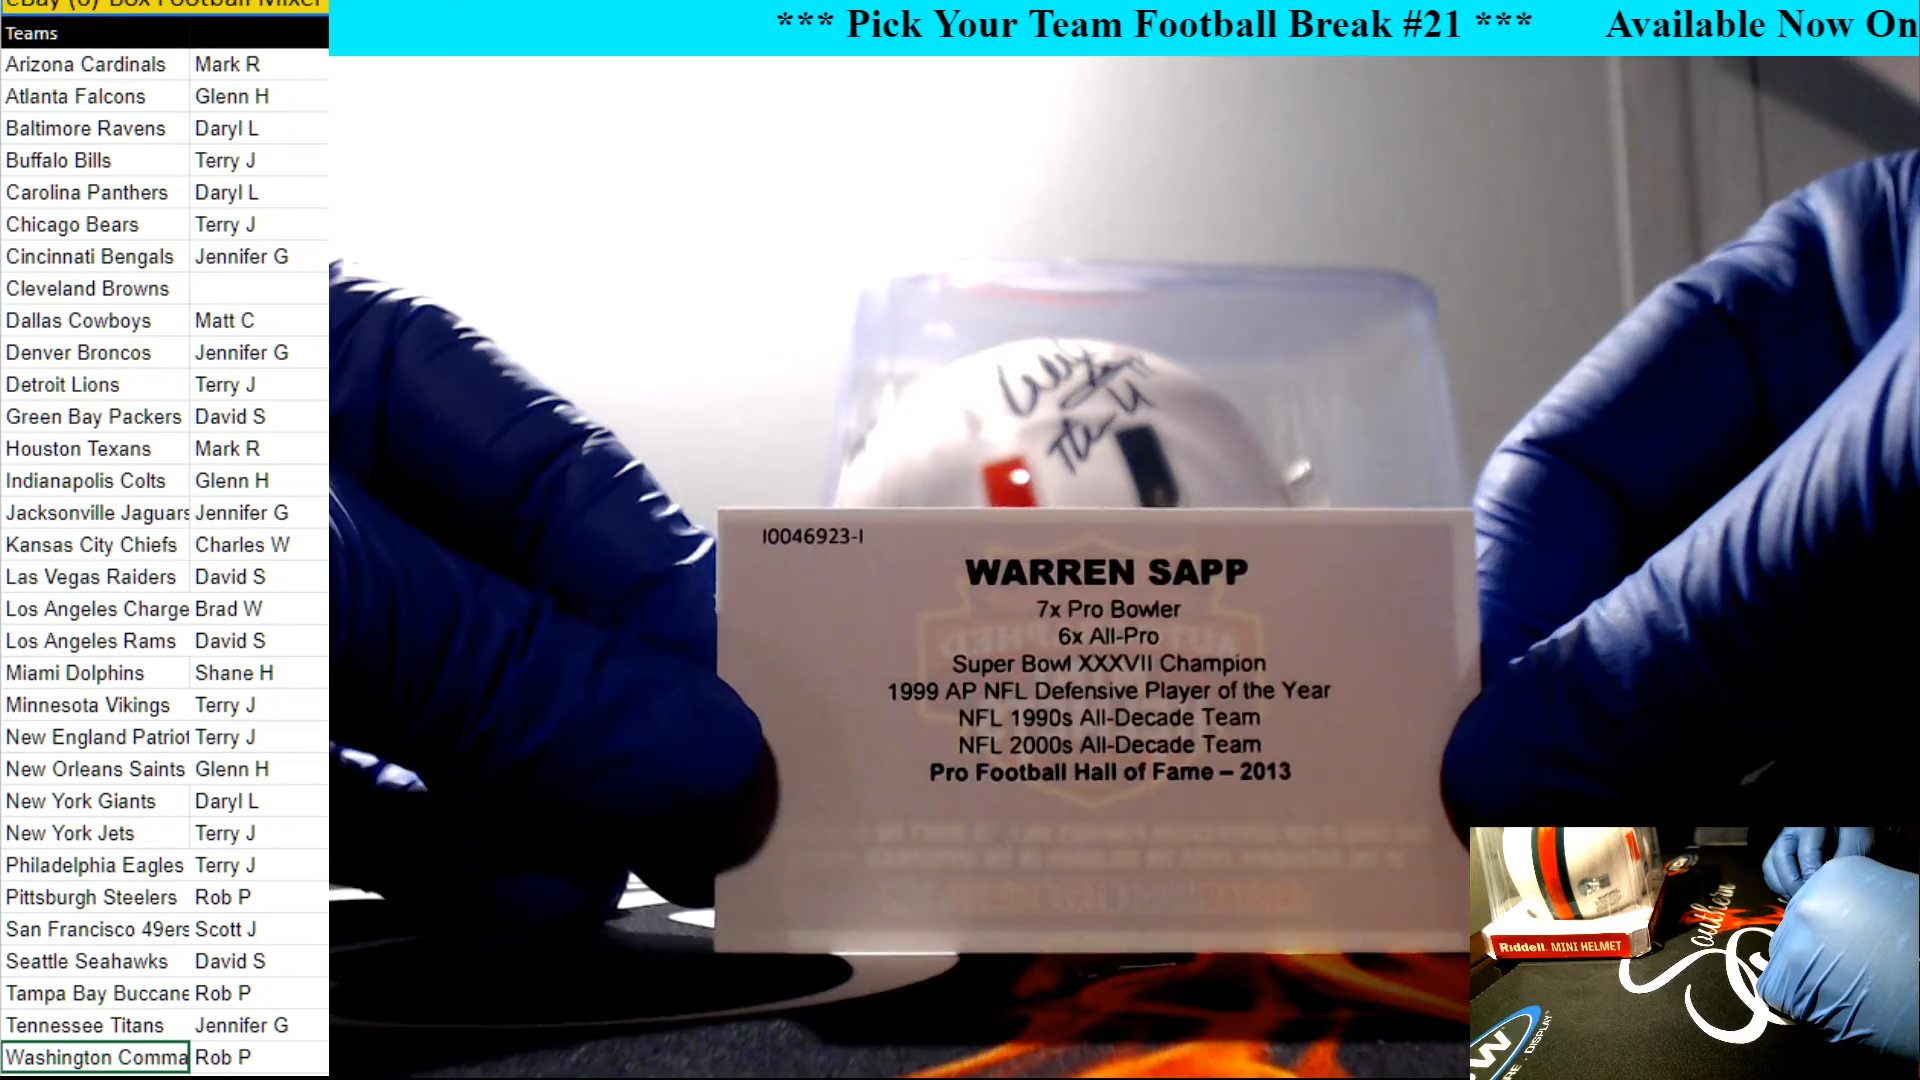 eBay (6) Box Football Mixer
*** Pick Your Team Football Break #21 *** Available Now On
Teams
Arizona Cardinals Mark R
Atlanta Falcons Glenn H
Baltimore Ravens Daryl L
Buffalo Bills Terry J
Carolina Panthers Daryl L
Chicago Bears Terry J
Cincinnati Bengals Jennifer G
Cleveland Browns
Dallas Cowboys Matt C
Denver Broncos Jennifer G
Detroit Lions Terry J
Green Bay Packers David S
Houston Texans Mark R
Indianapolis Colts Glenn H
Jacksonville Jaguars Jennifer G
Kansas City Chiefs Charles W
Las Vegas Raiders David S
Los Angeles Charge Brad W
Los Angeles Rams David S
Miami Dolphins Shane H
Minnesota Vikings Terry J
New England Patriot Terry J
New Orleans Saints Glenn H
New York Giants Daryl L
New York Jets Terry J
Philadelphia Eagles Terry J
Pittsburgh Steelers Rob P
San Francisco 49ers Scott J
Seattle Seahawks David S
Tampa Bay Buccane Rob P
Tennessee Titans Jennifer G
Washington Comma Rob P
The U
I0046923-I
WARREN SAPP
7x Pro Bowler
6x All-Pro
Super Bowl XXXVII Champion
1999 AP NFL Defensive Player of the Year
NFL 1990s All-Decade Team
NFL 2000s All-Decade Team
Pro Football Hall of Fame – 2013
Riddell MINI HELMET